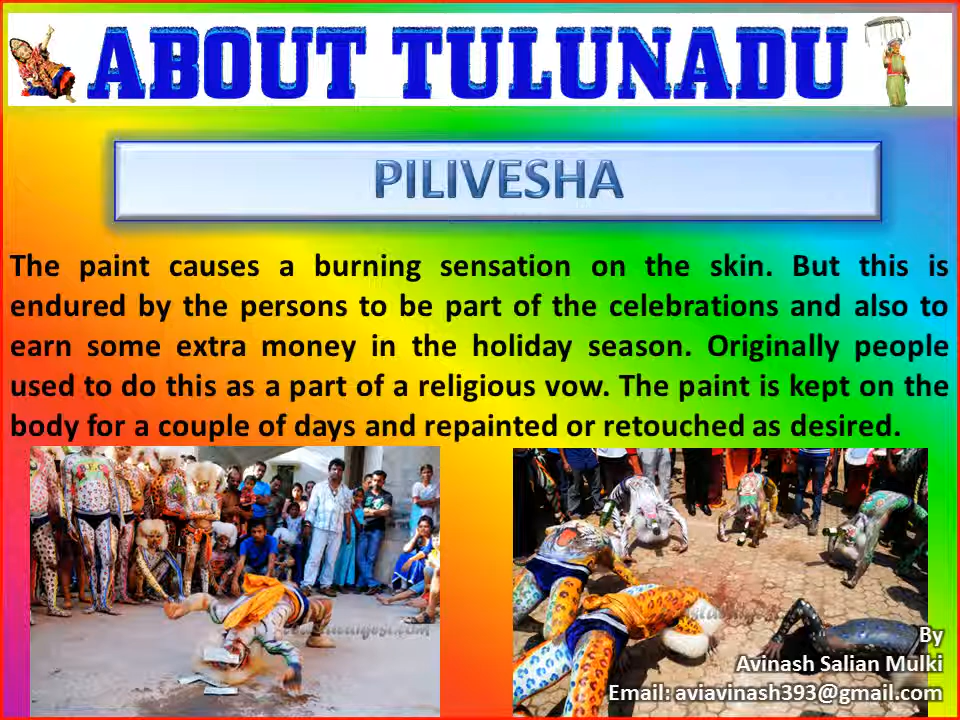 ABOUT TULUNADU
PILIVESHA
The paint causes a burning sensation on the skin. But this is
endured by the persons to be part of the celebrations and also to
earn some extra money in the holiday season. Originally people
used to do this as a part of a religious vow. The paint is kept on the
body for a couple of days and repainted or retouched as desired.
By
Avinash Salian Mulki
Email: aviavinash393@gmail.com